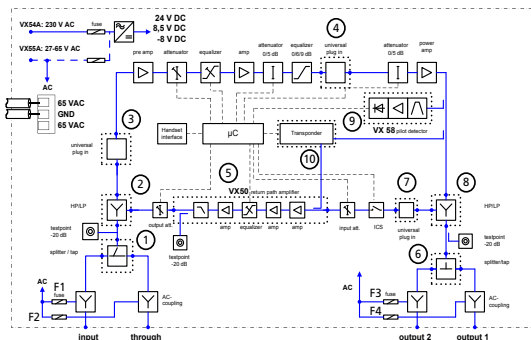 VX54A: 230 V AC
fuse
24 V DC
8,5 V DC
-8 V DC
VX55A: 27-65 V AC
fuse
AC
65 VAC
GND
65 VAC
pre amp
attenuator
equalizer
amp
attenuator
0/5 dB
equalizer
0/6/9 dB
4
universal
plug in
attenuator
0/5 dB
power
amp
3
universal
plug in
Handset
interface
µC
Transponder
9
VX 58 pilot detector
10
5
VX50 return path amplifier
2
HP/LP
output att.
amp
equalizer
amp
amp
input att.
ICS
7
universal
plug in
8
HP/LP
testpoint
-20 dB
testpoint
-20 dB
testpoint
-20 dB
1
splitter / tap
6
splitter/tap
AC
F1
fuse
F2
AC-
coupling
AC
F3
fuse
F4
AC-
coupling
input
through
output 2
output 1